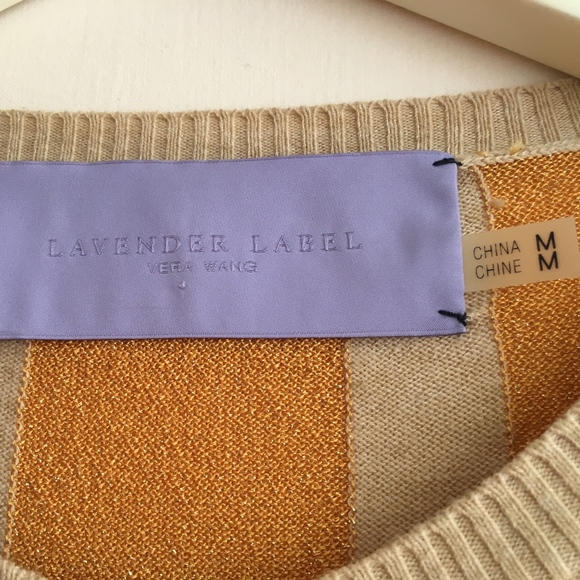 LAVENDER LABEL
VERA WANG
CHINA M
CHINE M